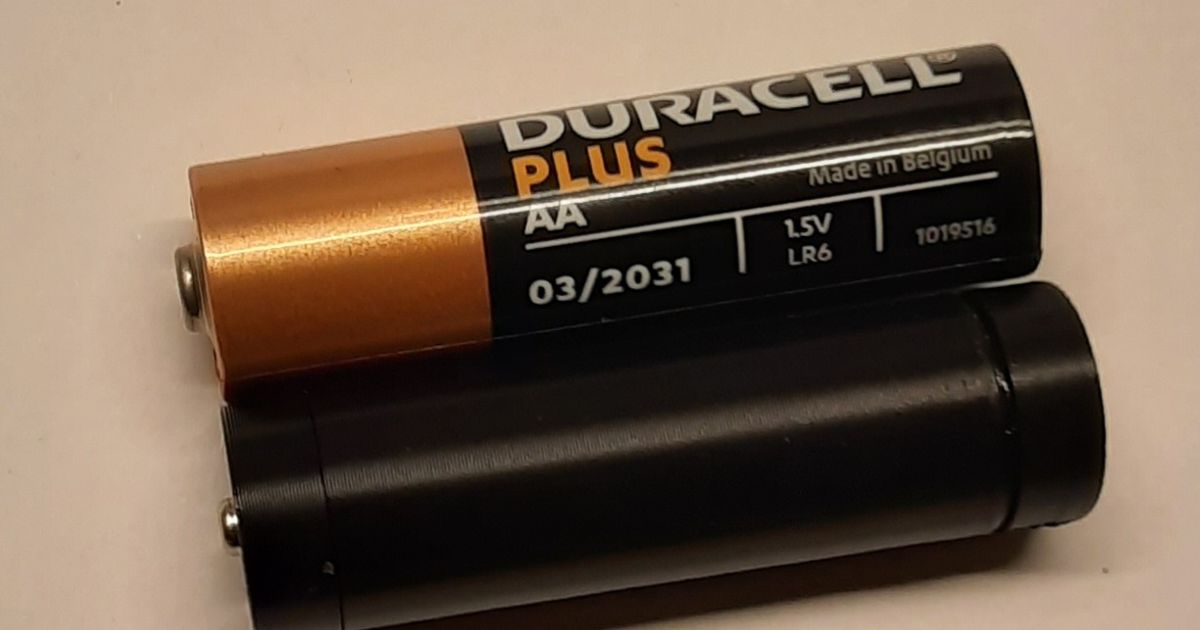 DURACELL®
PLUS
AA
Made in Belgium
03/2031
1.5V
LR6
1019516